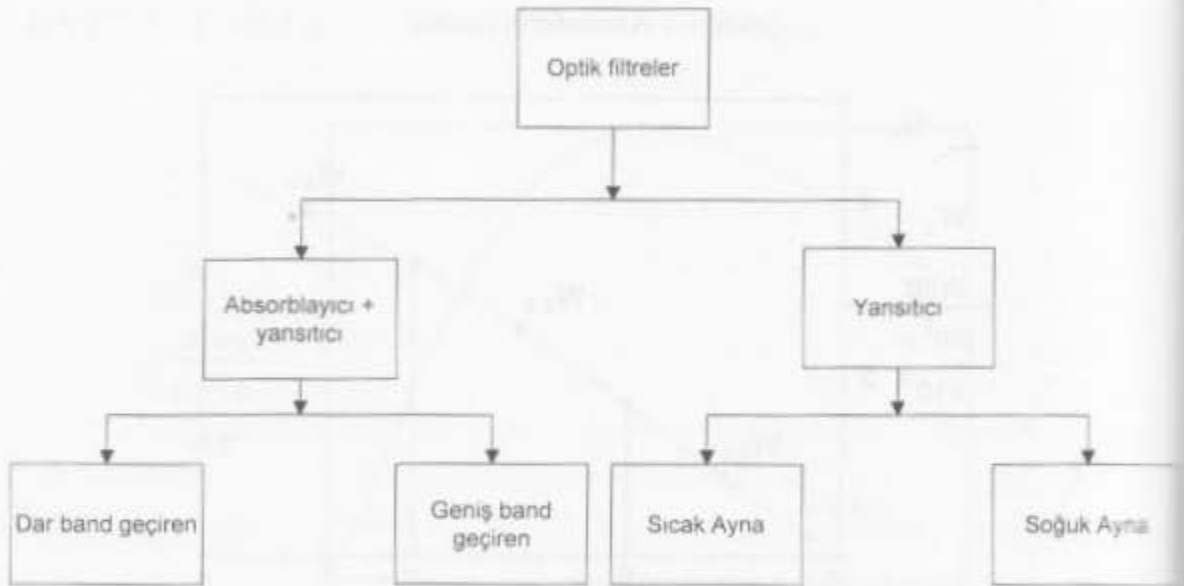 Optik filtreler
Absorblayıcı +
yansıtıcı
Yansıtıcı
Dar band geçiren
Geniş band
geçiren
Sıcak Ayna
Soğuk Ayna